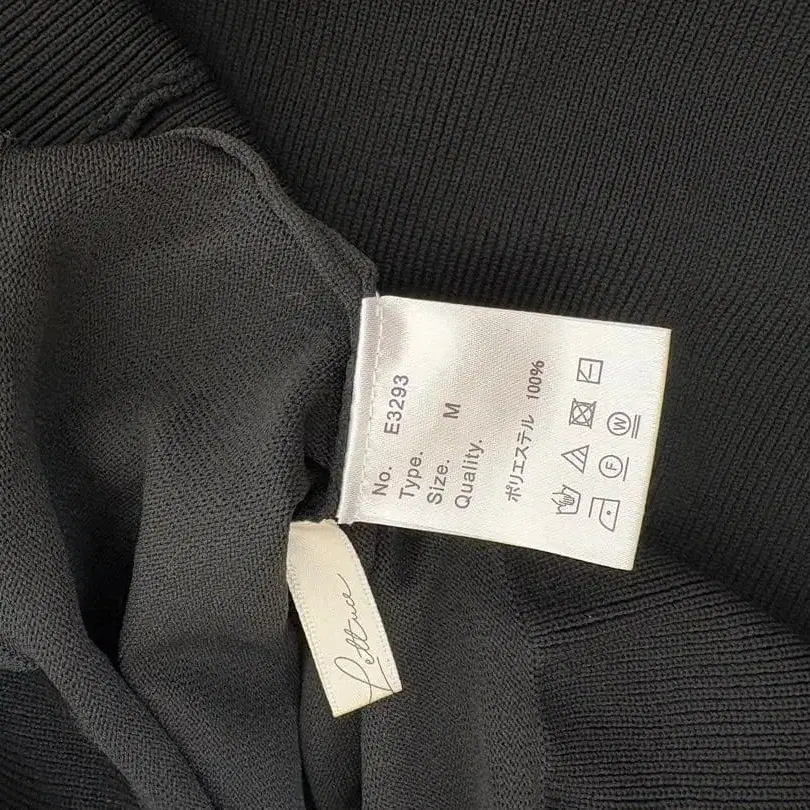 No. E3293
Type.
Size. M
Quality.
ポリエステル 100%
F W
Lettuce